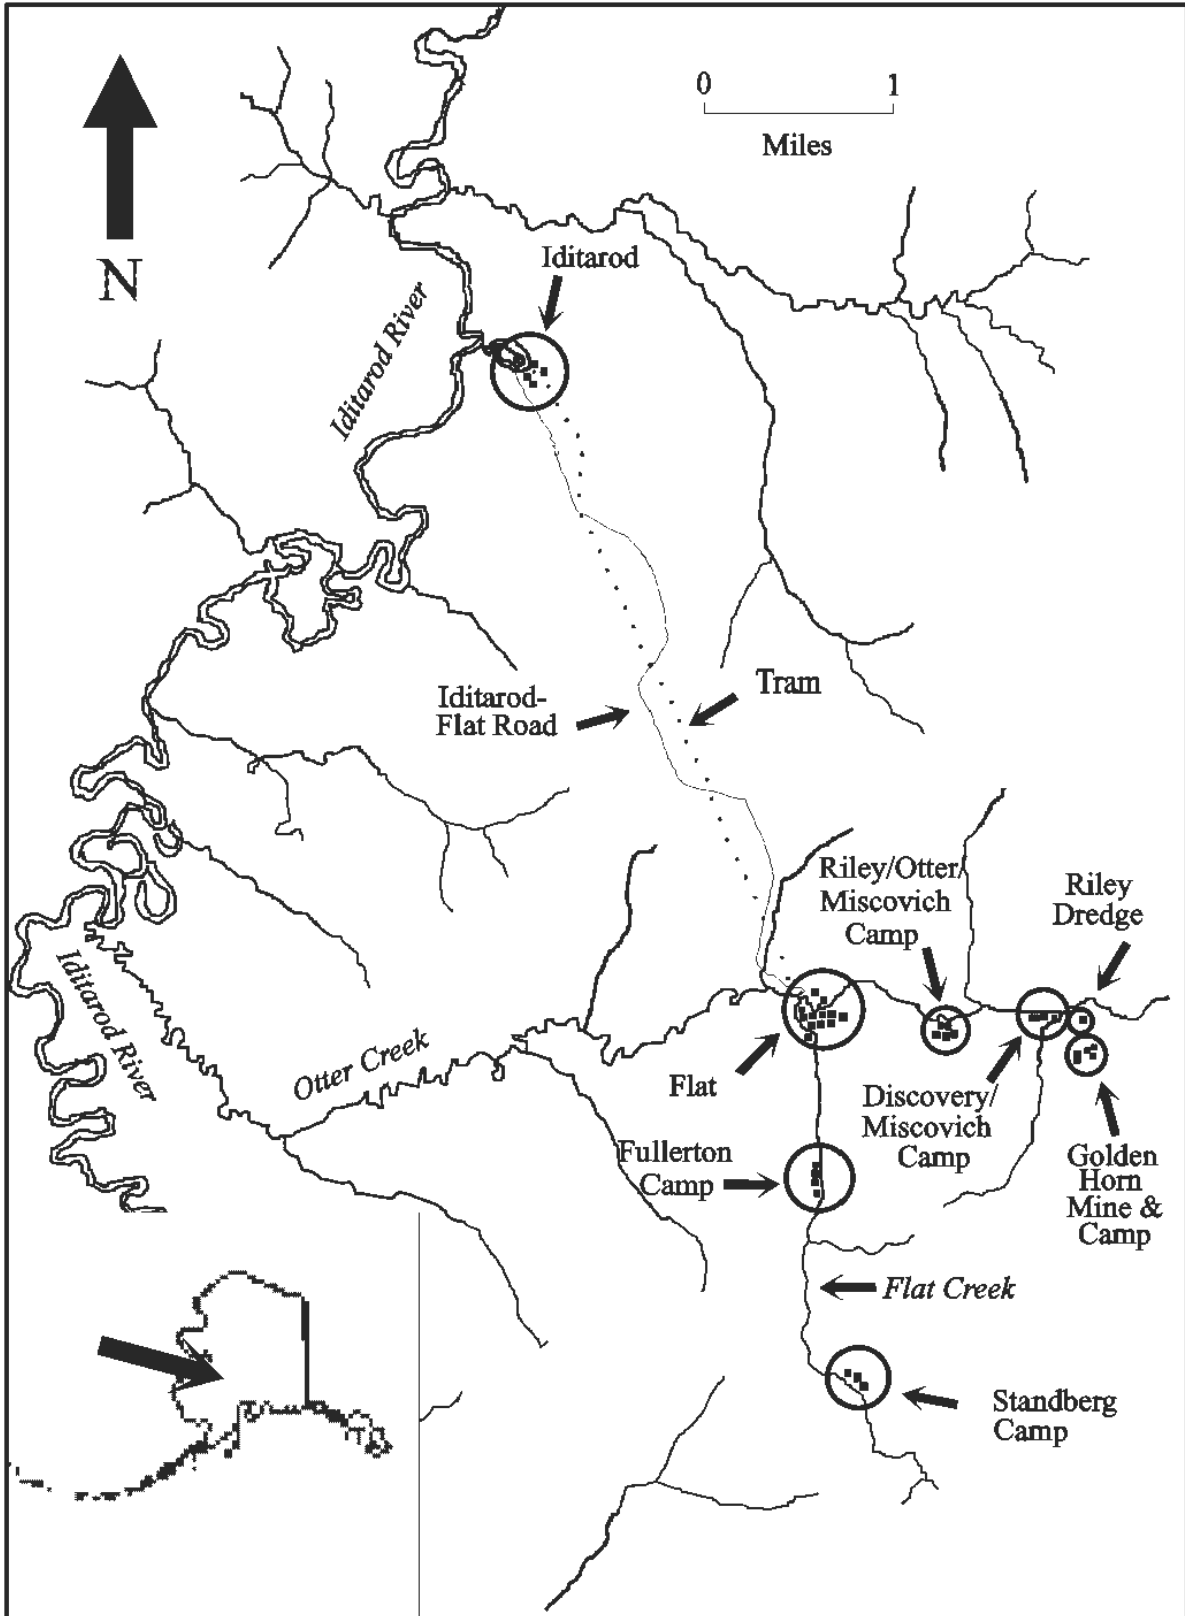 0 1
Miles
N
Iditarod
Iditarod River
Iditarod-
Flat Road
Tram
Riley/Otter/
Miscovich
Camp
Riley
Dredge
Iditarod River
Otter Creek
Flat
Discovery/
Miscovich
Camp
Golden
Horn
Mine &
Camp
Fullerton
Camp
Flat Creek
Standberg
Camp